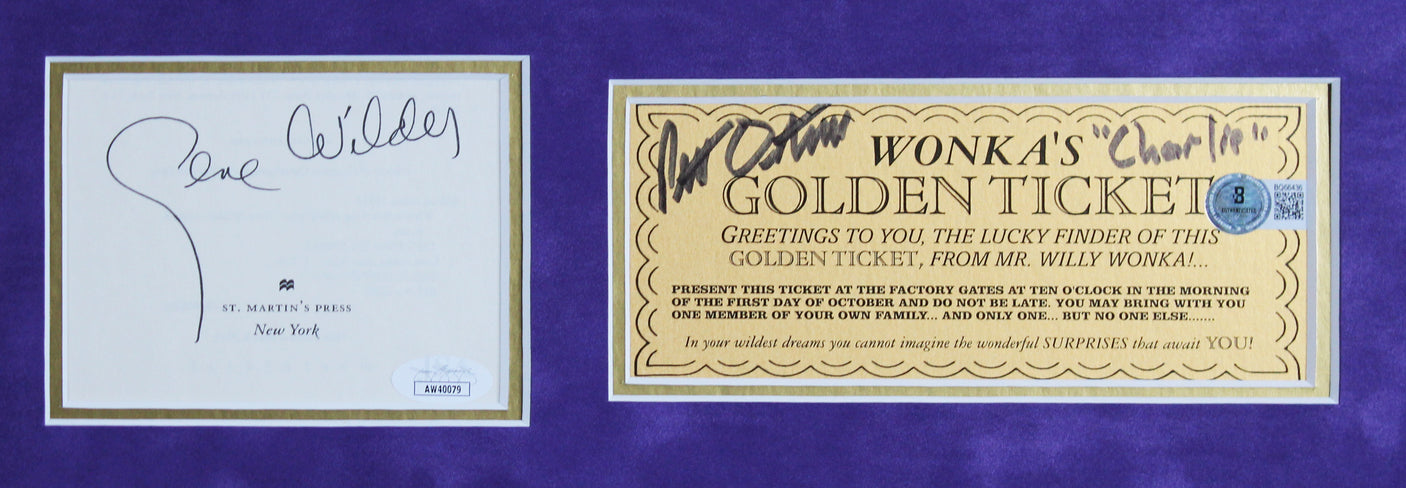 Gene Wilder
ST. MARTIN'S PRESS
New York
AW40079
WONKA'S "Charlie"
GOLDEN TICKET
BQ66436
GREETINGS TO YOU, THE LUCKY FINDER OF THIS
GOLDEN TICKET, FROM MR. WILLY WONKA!...
PRESENT THIS TICKET AT THE FACTORY GATES AT TEN O'CLOCK IN THE MORNING
OF THE FIRST DAY OF OCTOBER AND DO NOT BE LATE. YOU MAY BRING WITH YOU
ONE MEMBER OF YOUR OWN FAMILY... AND ONLY ONE... BUT NO ONE ELSE.......
In your wildest dreams you cannot imagine the wonderful SURPRISES that await YOU!